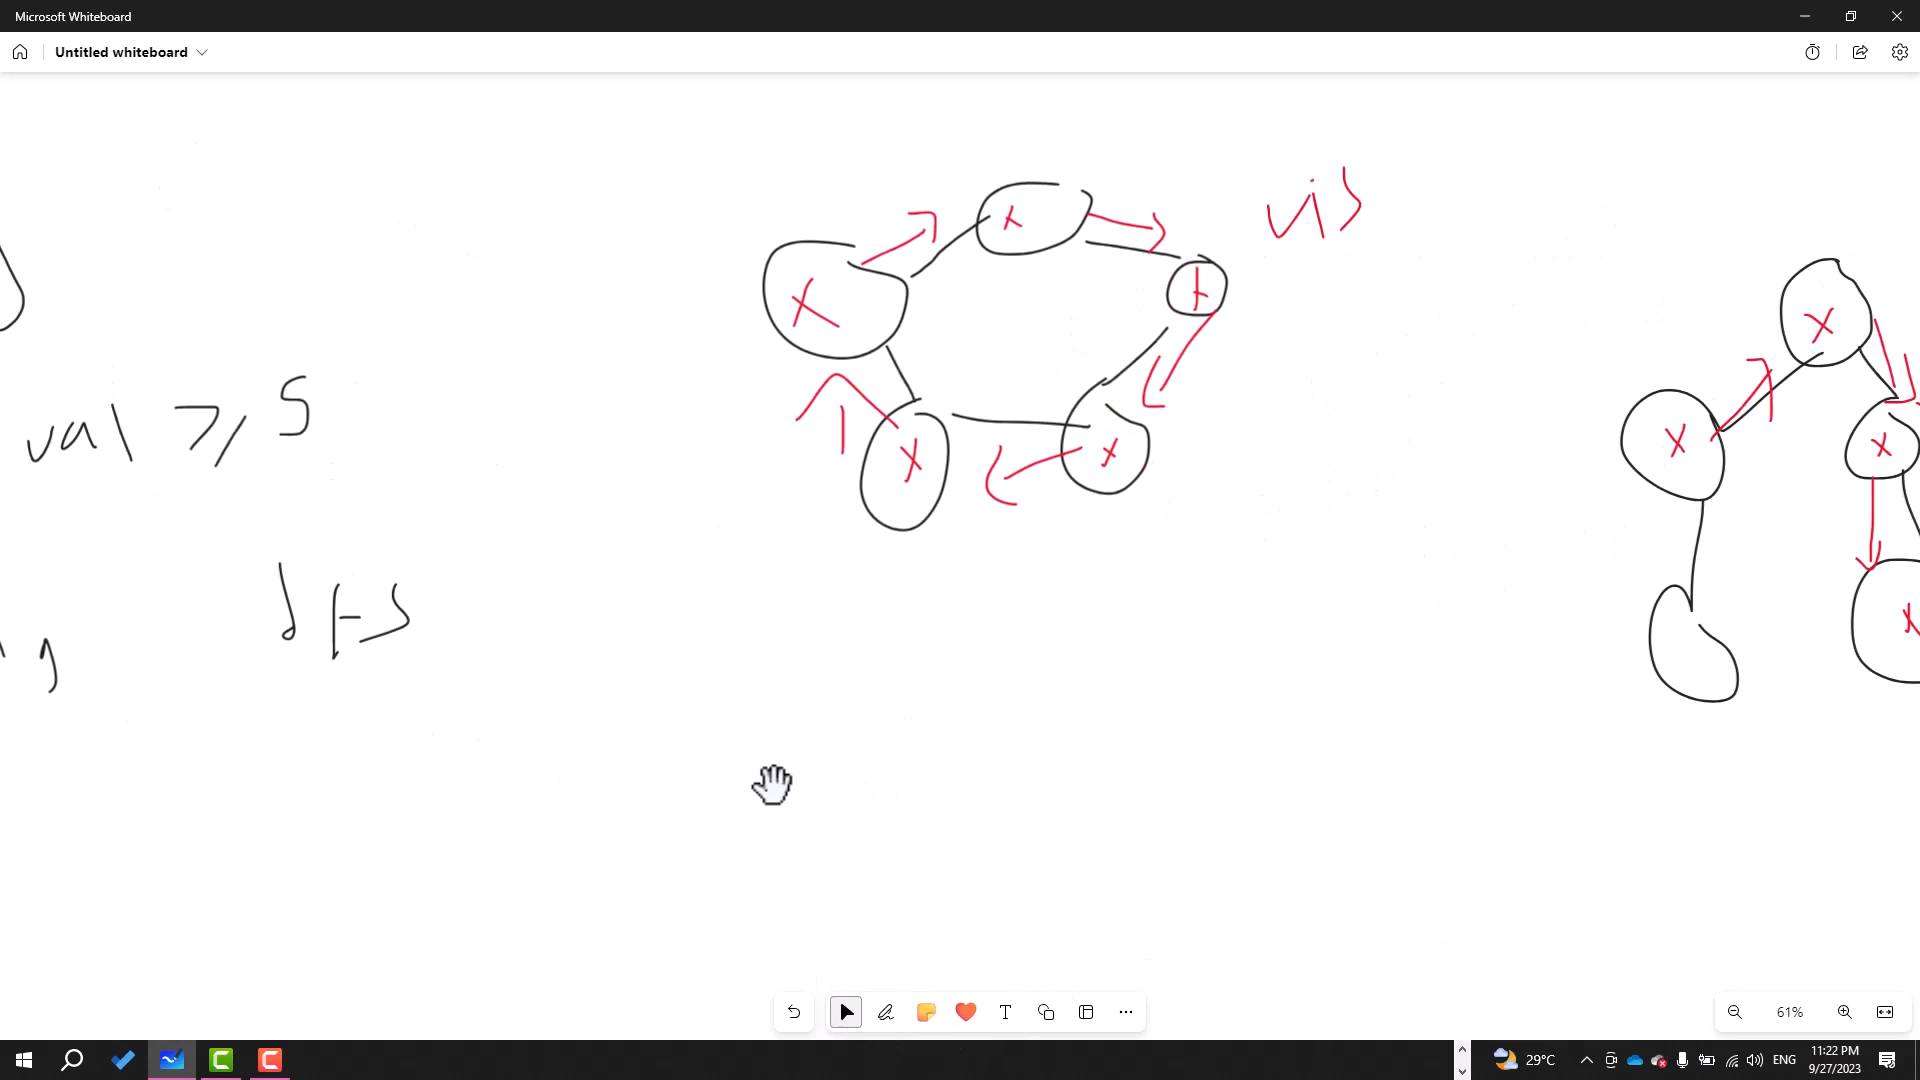 Microsoft Whiteboard
Untitled whiteboard
vis
x
x
x
x
x
x
x
x
x
val >= 5
dFS
g
61%
29°C
ENG
11:22 PM
9/27/2023